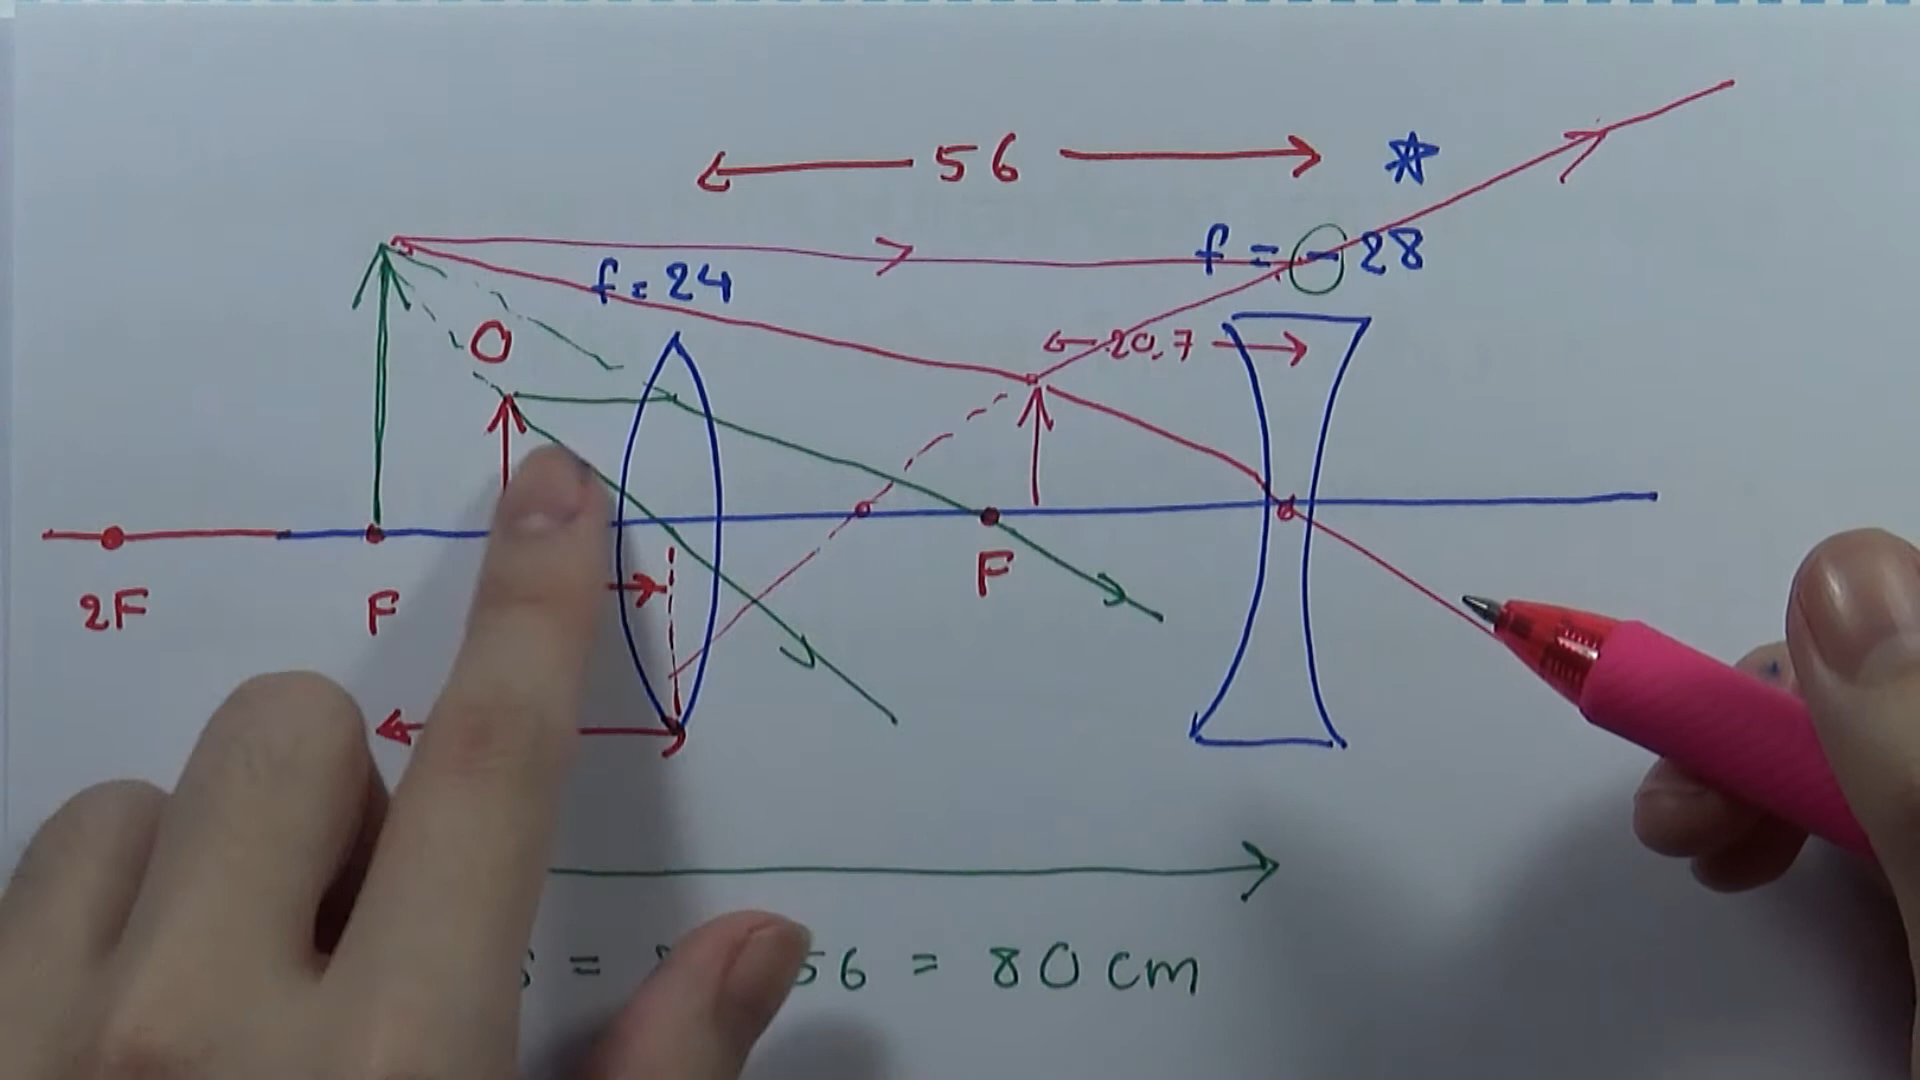 56
f = 24
f = - 28
O
20.7
2F
F
F
= 56 = 80 cm